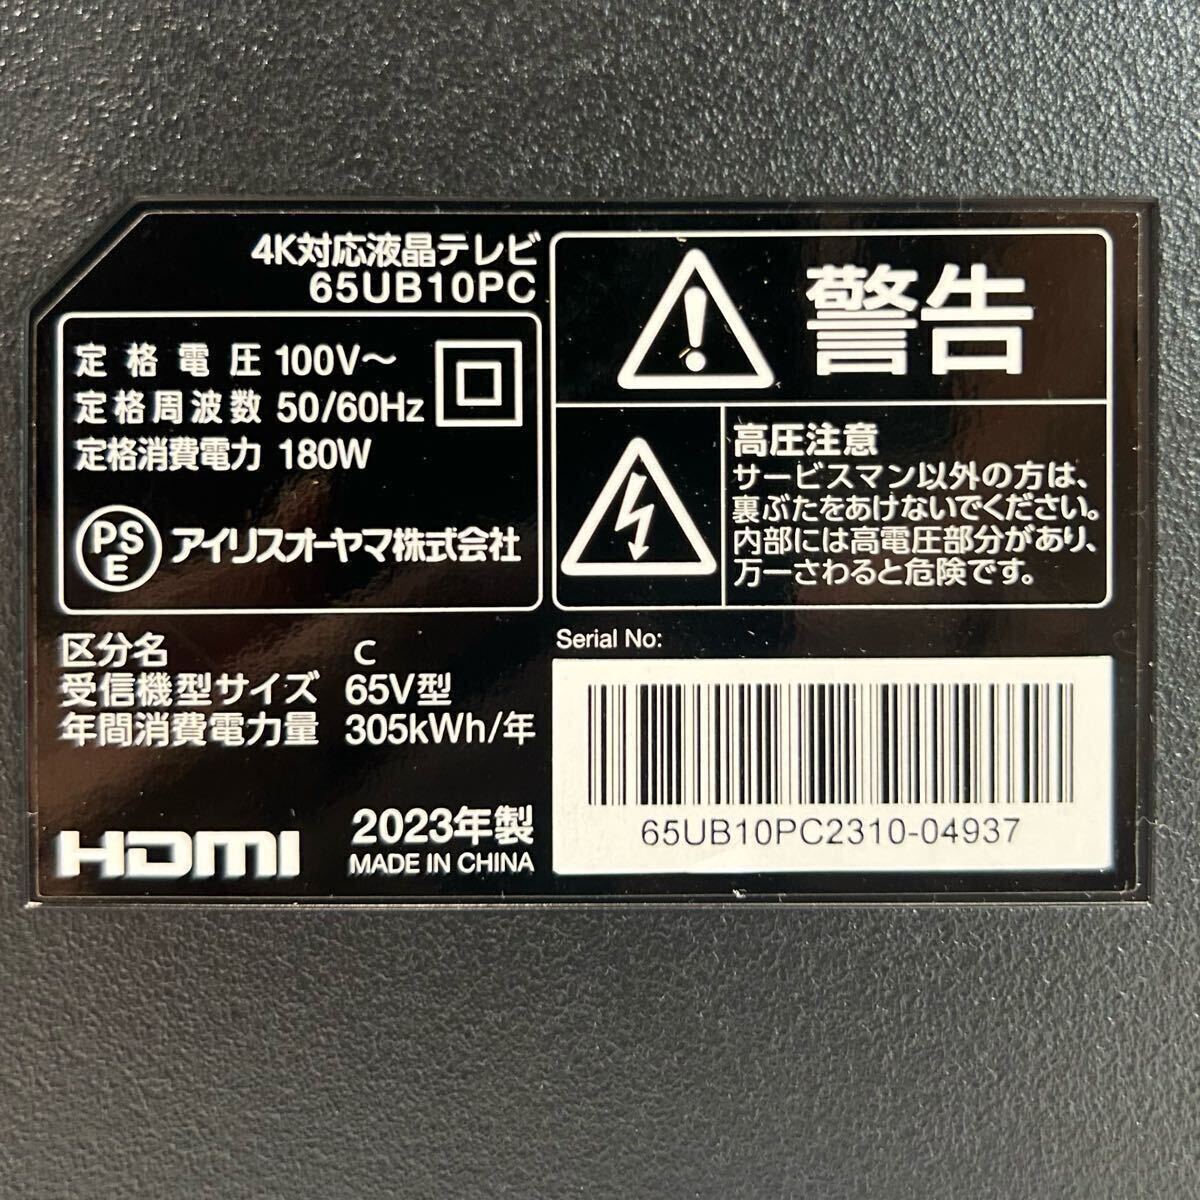 4K対応液晶テレビ
65UB10PC
定格電圧 100V～
定格周波数 50/60Hz
定格消費電力 180W
PSE
アイリスオーヤマ株式会社
区分名 C
受信機型サイズ 65V型
年間消費電力量 305kWh/年
HDMI
2023年製
MADE IN CHINA
警告
高圧注意
サービスマン以外の方は、
裏ぶたをあけないでください。
内部には高電圧部分があり、
万一さわると危険です。
Serial No:
65UB10PC2310-04937